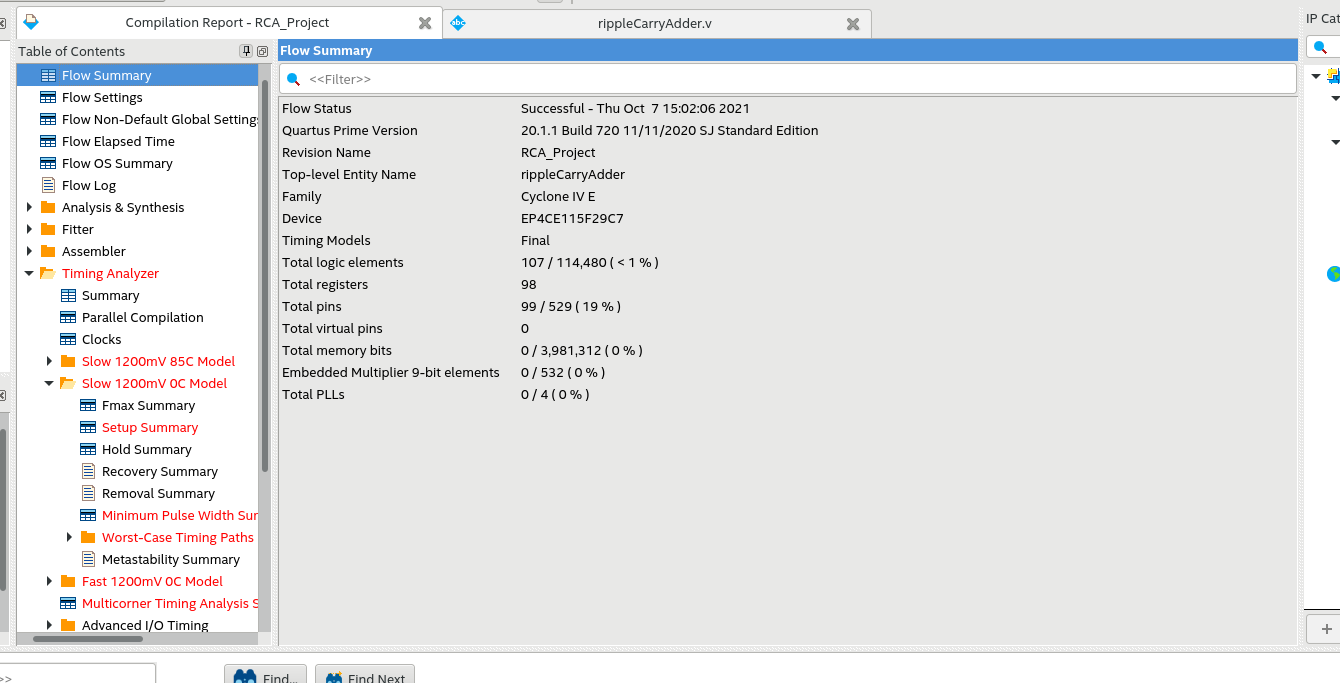 Compilation Report - RCA_Project
rippleCarryAdder.v
IP Cat
Table of Contents
Flow Summary
Flow Settings
Flow Non-Default Global Settings
Flow Elapsed Time
Flow OS Summary
Flow Log
Analysis & Synthesis
Fitter
Assembler
Timing Analyzer
Summary
Parallel Compilation
Clocks
Slow 1200mV 85C Model
Slow 1200mV 0C Model
Fmax Summary
Setup Summary
Hold Summary
Recovery Summary
Removal Summary
Minimum Pulse Width Sur
Worst-Case Timing Paths
Metastability Summary
Fast 1200mV 0C Model
Multicorner Timing Analysis S
Advanced I/O Timing
Flow Summary
<<Filter>>
Flow Status Successful - Thu Oct 7 15:02:06 2021
Quartus Prime Version 20.1.1 Build 720 11/11/2020 SJ Standard Edition
Revision Name RCA_Project
Top-level Entity Name rippleCarryAdder
Family Cyclone IV E
Device EP4CE115F29C7
Timing Models Final
Total logic elements 107 / 114,480 ( < 1 % )
Total registers 98
Total pins 99 / 529 ( 19 % )
Total virtual pins 0
Total memory bits 0 / 3,981,312 ( 0 % )
Embedded Multiplier 9-bit elements 0 / 532 ( 0 % )
Total PLLs 0 / 4 ( 0 % )
+
>>
Find...
Find Next